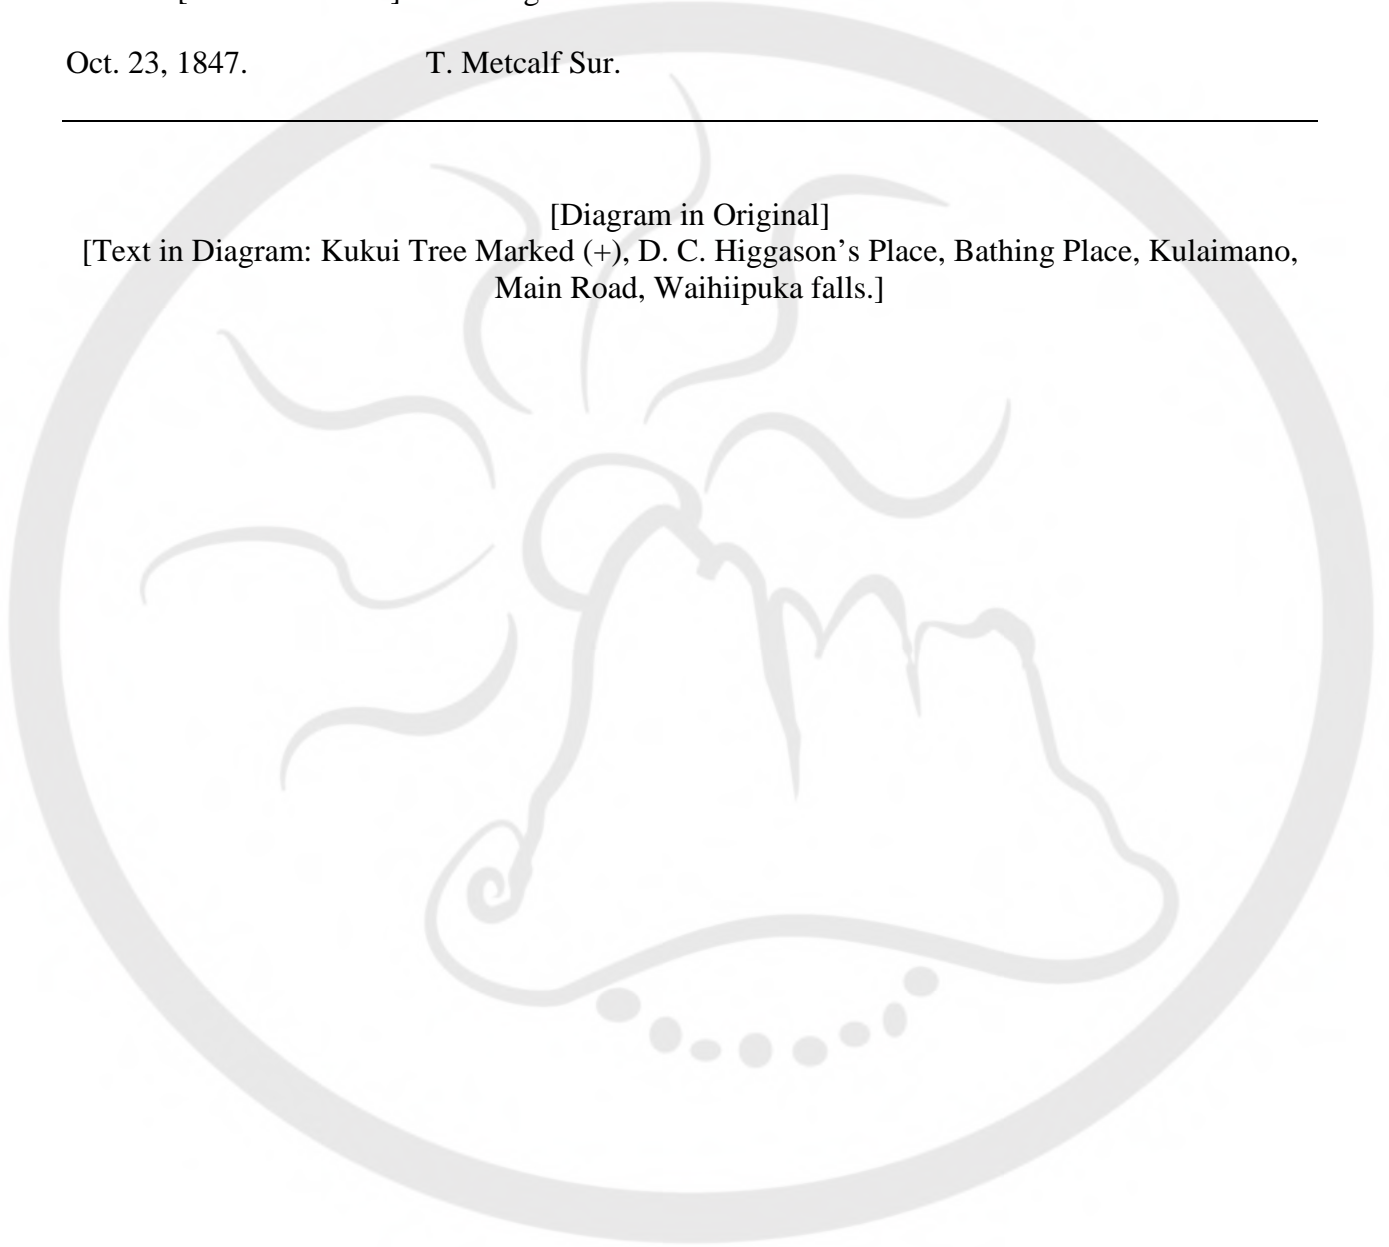 Oct. 23, 1847. T. Metcalf Sur.
[Diagram in Original]
[Text in Diagram: Kukui Tree Marked (+), D. C. Higgason’s Place, Bathing Place, Kulaimano,
Main Road, Waihiipuka falls.]